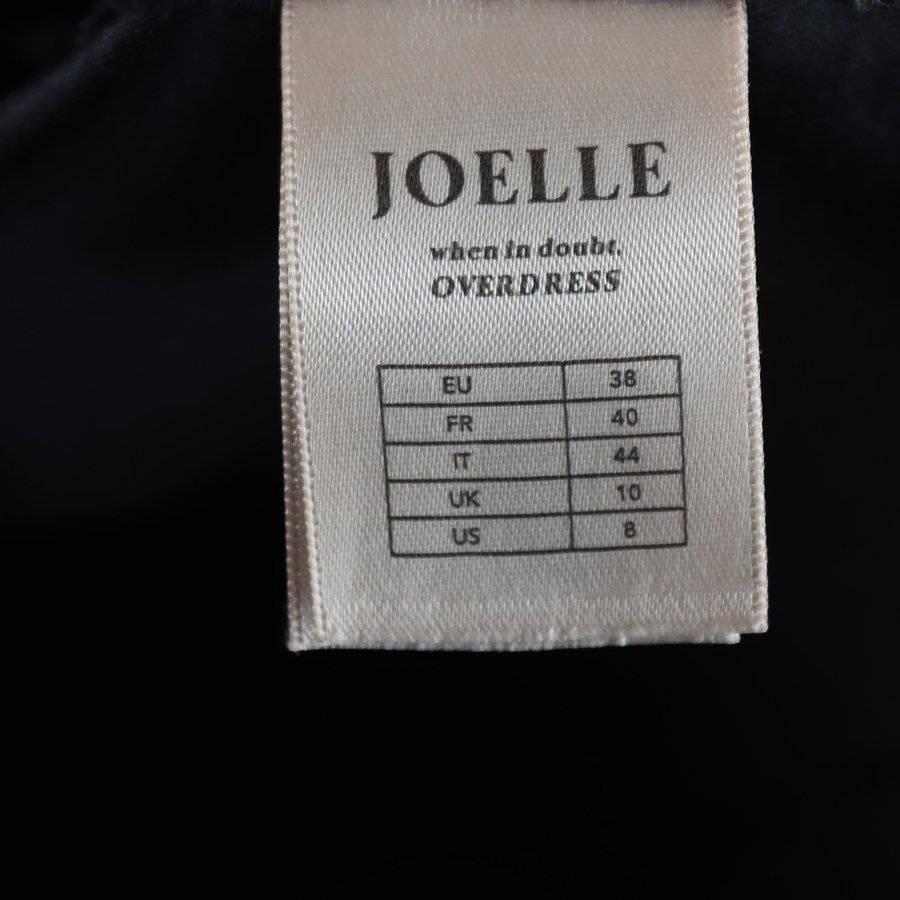 JOELLE
when in doubt,
OVERDRESS
EU 38
FR 40
IT 44
UK 10
US 8